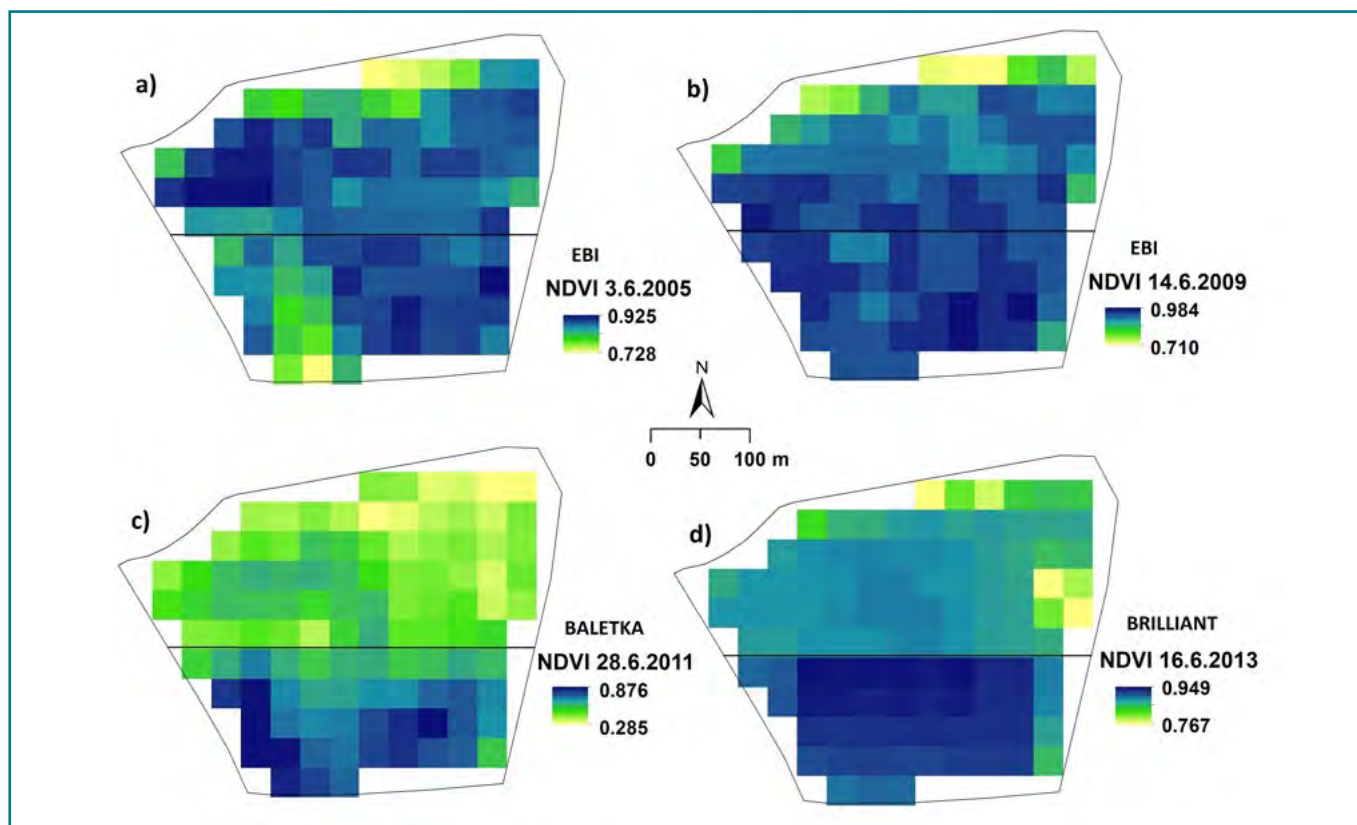 a)
EBI
NDVI 3.6.2005
0.925
0.728
b)
EBI
NDVI 14.6.2009
0.984
0.710
N
0 50 100 m
c)
BALETKA
NDVI 28.6.2011
0.876
0.285
d)
BRILLIANT
NDVI 16.6.2013
0.949
0.767